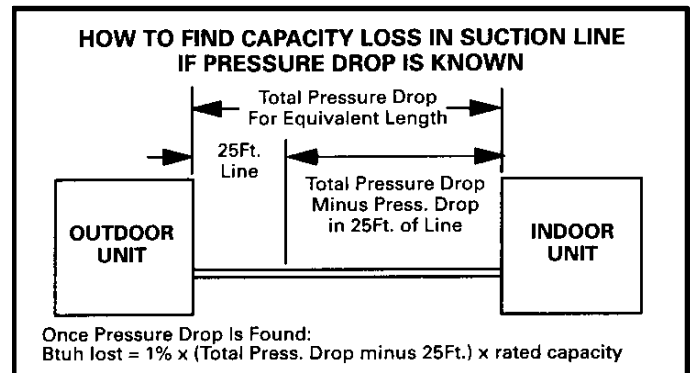 HOW TO FIND CAPACITY LOSS IN SUCTION LINE
IF PRESSURE DROP IS KNOWN
Total Pressure Drop
For Equivalent Length
25Ft.
Line
Total Pressure Drop
Minus Press. Drop
in 25Ft. of Line
OUTDOOR
UNIT
INDOOR
UNIT
Once Pressure Drop Is Found:
Btuh lost = 1% x (Total Press. Drop minus 25Ft.) x rated capacity